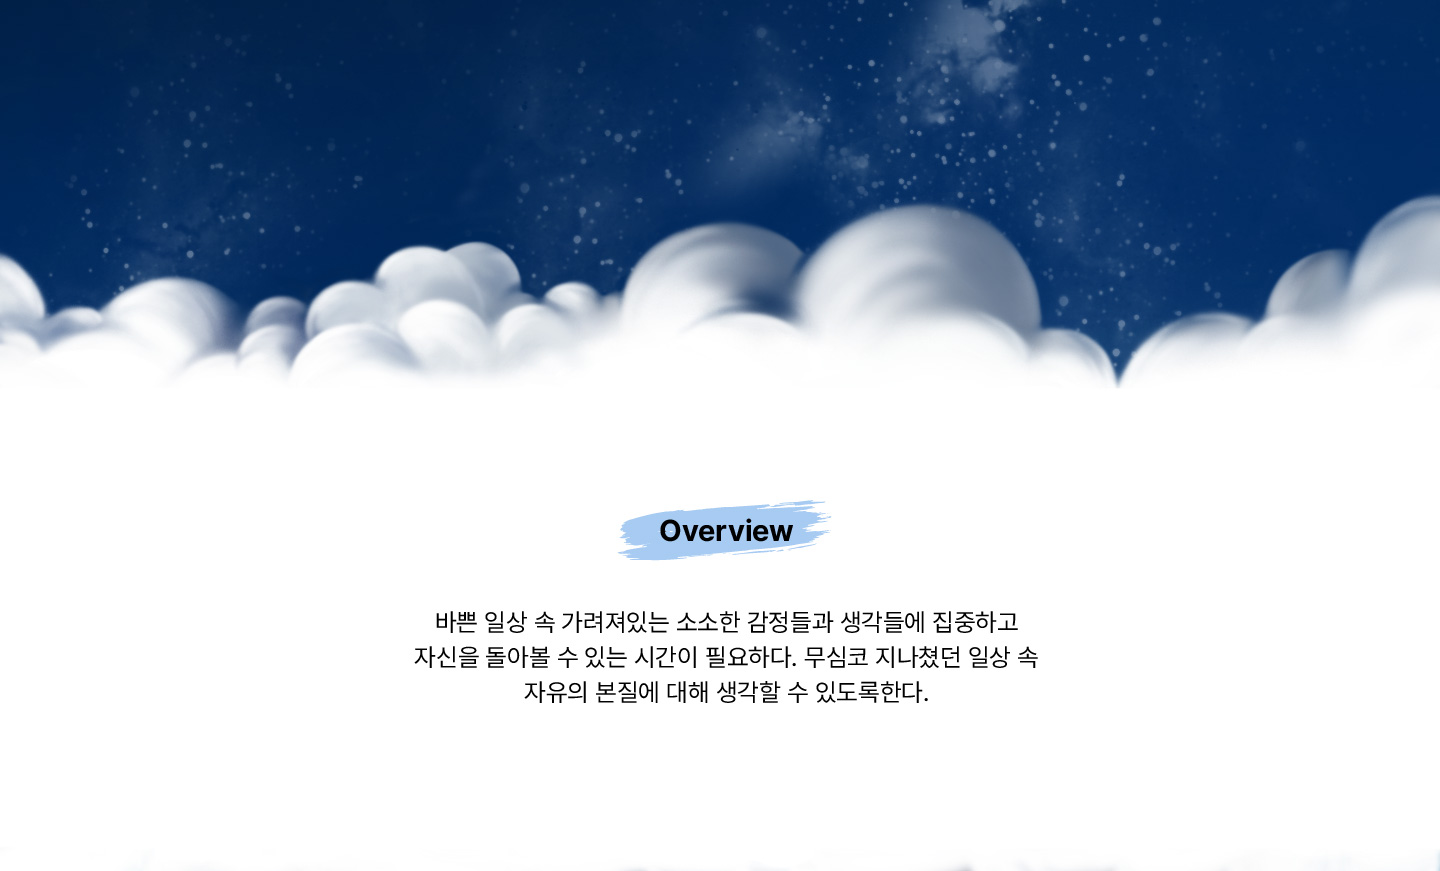 Overview
바쁜 일상 속 가려져있는 소소한 감정들과 생각들에 집중하고
자신을 돌아볼 수 있는 시간이 필요하다. 무심코 지나쳤던 일상 속
자유의 본질에 대해 생각할 수 있도록한다.